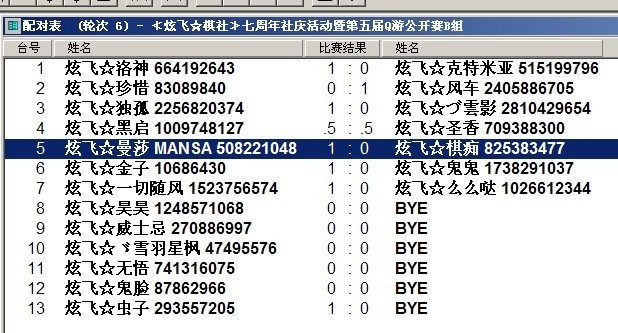 配对表 (轮次 6) - ≮炫飞☆棋社≯七周年社庆活动暨第五届Q游公开赛B组
台号 姓名 比赛结果 姓名
1 炫飞☆洛神 664192643 1 : 0 炫飞☆克特米亚 515199796
2 炫飞☆珍惜 83089840 0 : 1 炫飞☆风车 2405886705
3 炫飞☆独孤 2256820374 1 : 0 炫飞☆づ雲影 2810429654
4 炫飞☆黑启 1009748127 .5 : .5 炫飞☆圣香 709388300
5 炫飞☆曼莎 MANSA 508221048 1 : 0 炫飞☆棋痴 825383477
6 炫飞☆金子 10686430 1 : 0 炫飞☆鬼鬼 1738291037
7 炫飞☆一切随风 1523756574 1 : 0 炫飞☆么么哒 1026612344
8 炫飞☆昊昊 1248571068 0 : 0 BYE
9 炫飞☆威士忌 270886997 0 : 0 BYE
10 炫飞☆ヾ雪羽星枫 47495576 0 : 0 BYE
11 炫飞☆无悟 741316075 0 : 0 BYE
12 炫飞☆鬼脸 87862966 0 : 0 BYE
13 炫飞☆虫子 293557205 1 : 0 BYE